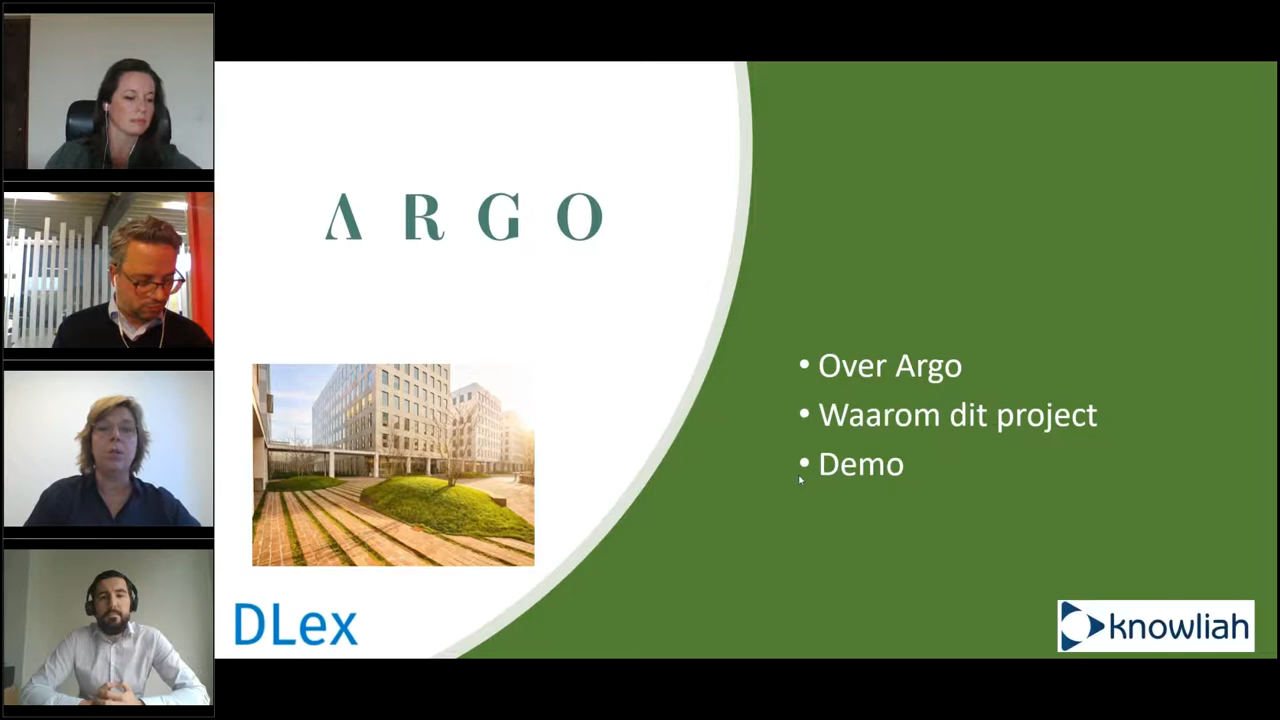 ARGO
• Over Argo
• Waarom dit project
• Demo
DLex
knowliah